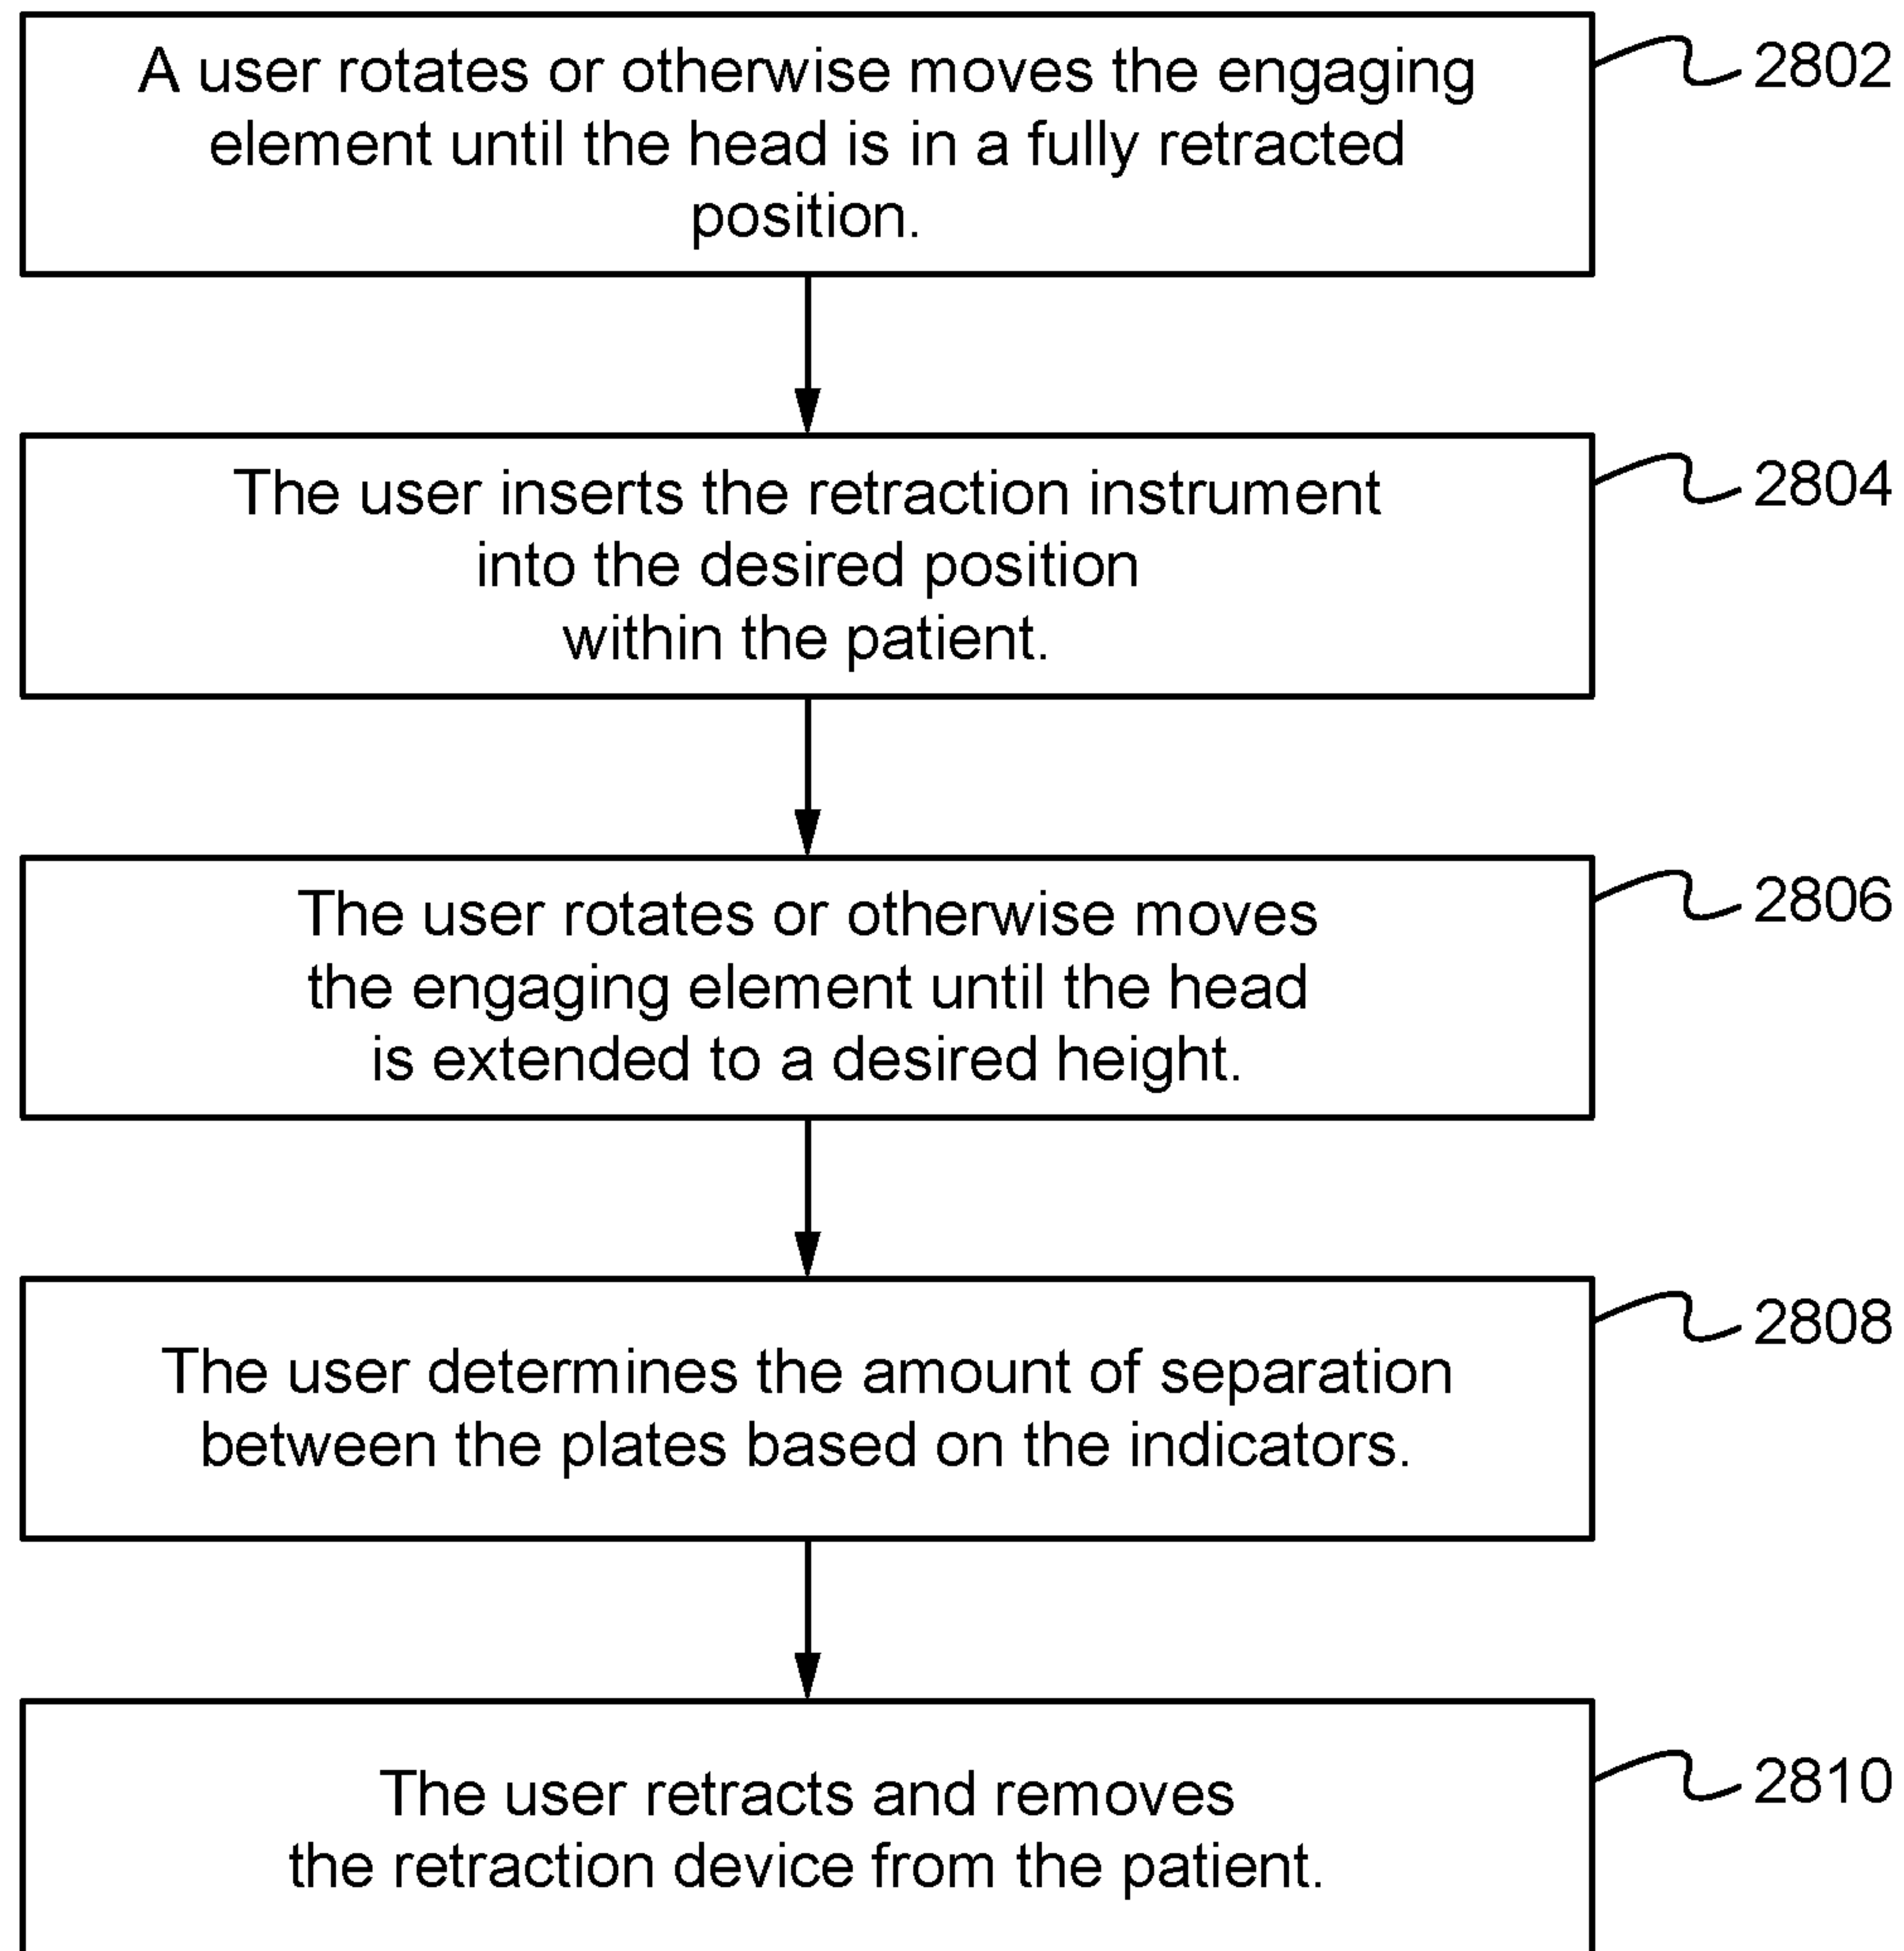 A user rotates or otherwise moves the engaging
element until the head is in a fully retracted
position.
2802
The user inserts the retraction instrument
into the desired position
within the patient.
2804
The user rotates or otherwise moves
the engaging element until the head
is extended to a desired height.
2806
The user determines the amount of separation
between the plates based on the indicators.
2808
The user retracts and removes
the retraction device from the patient.
2810